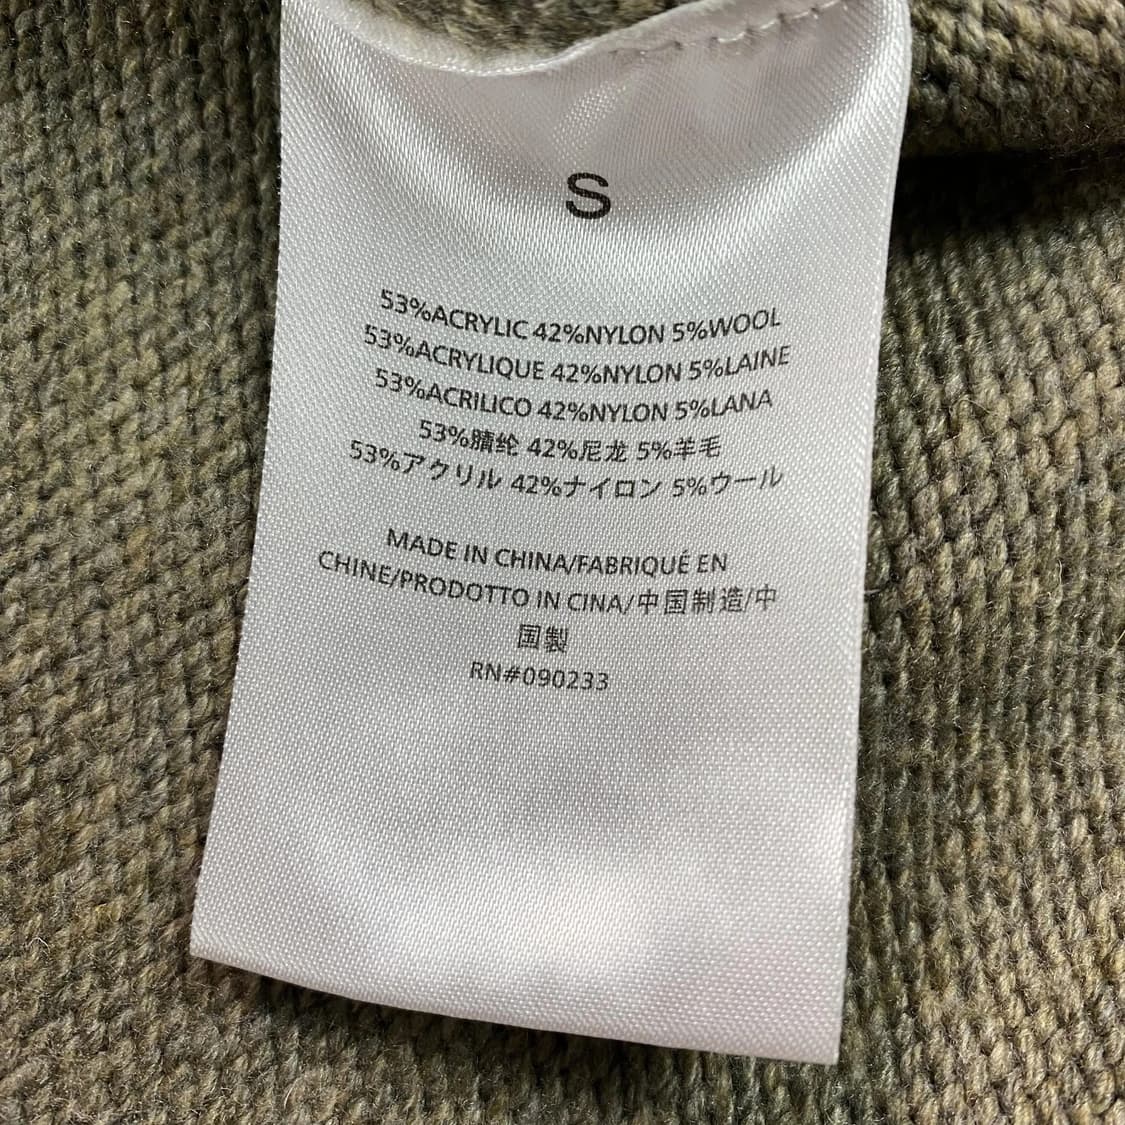 S
53%ACRYLIC 42%NYLON 5%WOOL
53%ACRYLIQUE 42%NYLON 5%LAINE
53%ACRILICO 42%NYLON 5%LANA
53%腈纶 42%尼龙 5%羊毛
53%アクリル 42%ナイロン 5%ウール
MADE IN CHINA/FABRIQUÉ EN
CHINE/PRODOTTO IN CINA/中国制造/中
国製
RN#090233